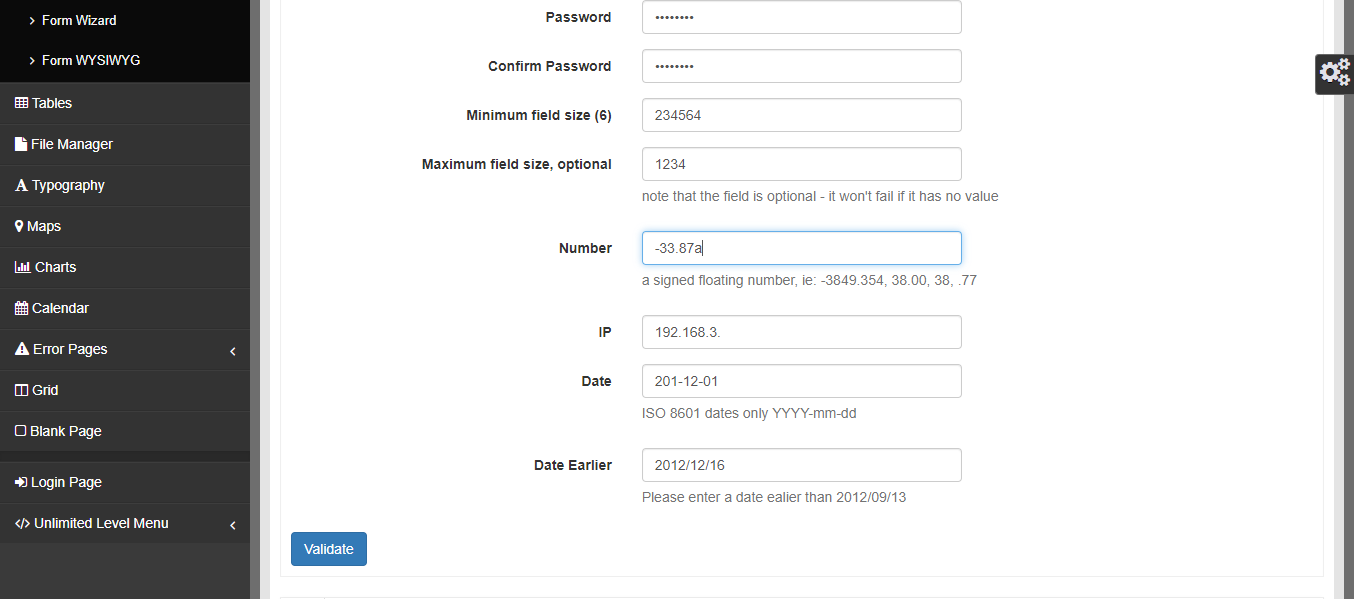 Form Wizard
Form WYSIWYG
Tables
File Manager
Typography
Maps
Charts
Calendar
Error Pages
Grid
Blank Page
Login Page
Unlimited Level Menu
Password ••••••••
Confirm Password ••••••••
Minimum field size (6) 234564
Maximum field size, optional 1234
note that the field is optional - it won't fail if it has no value
Number -33.87a
a signed floating number, ie: -3849.354, 38.00, 38, .77
IP 192.168.3.
Date 201-12-01
ISO 8601 dates only YYYY-mm-dd
Date Earlier 2012/12/16
Please enter a date ealier than 2012/09/13
Validate